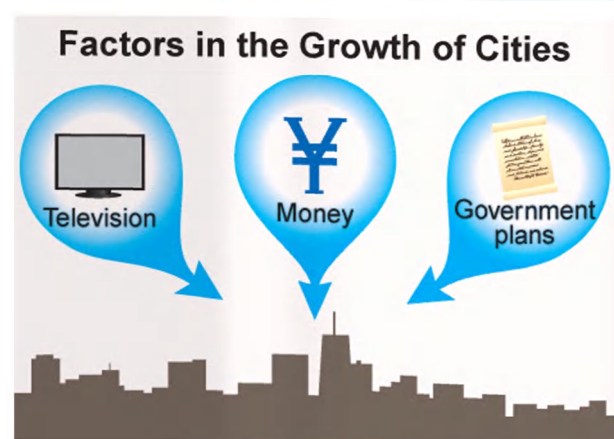 Factors in the Growth of Cities
Television
¥
Money
Government
plans